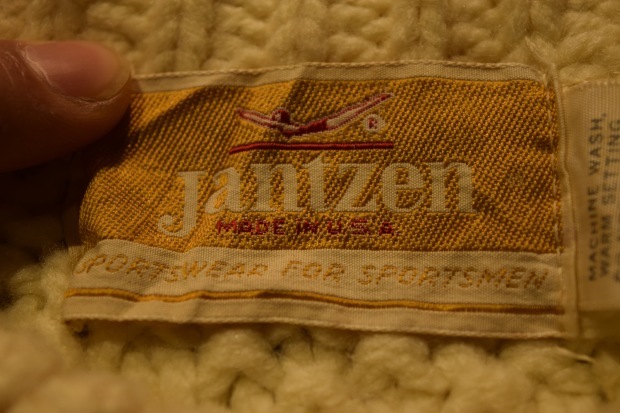 ®
Jantzen
MADE IN U.S.A
SPORTSWEAR FOR SPORTSMEN
MACHINE WASH,
WARM SETTING